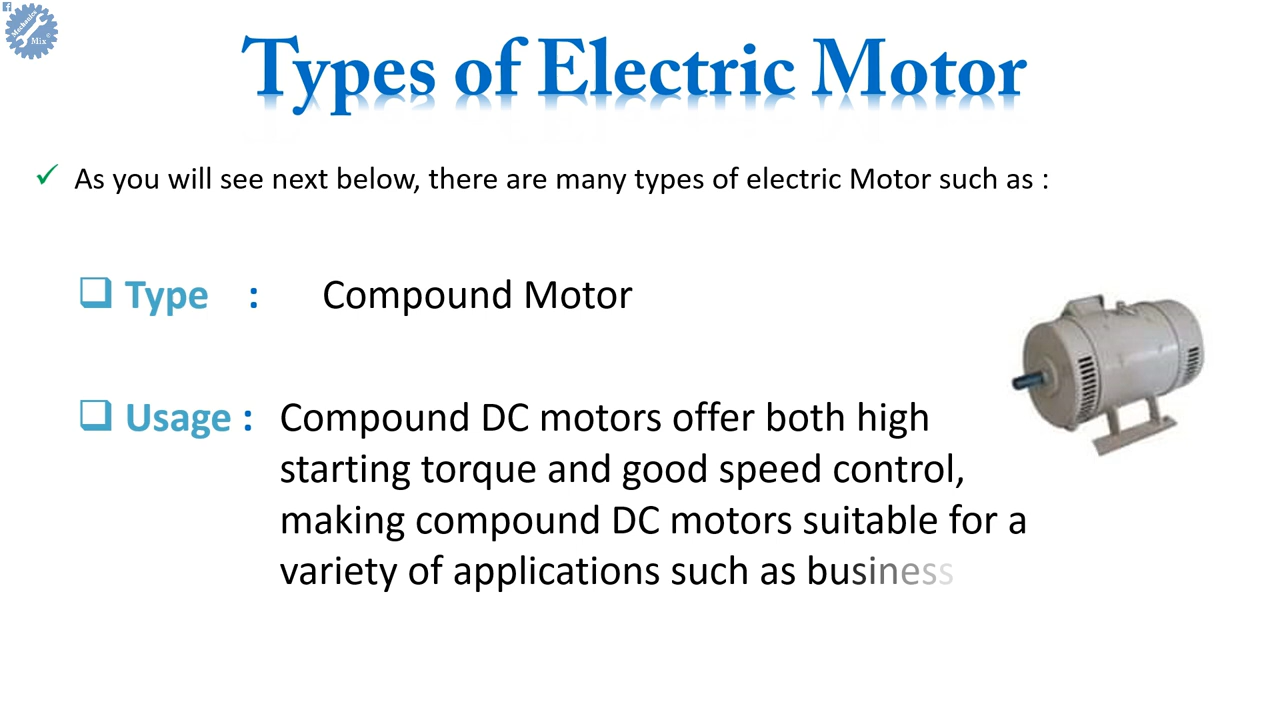 Mechanics
Mix
Types of Electric Motor
As you will see next below, there are many types of electric Motor such as :
Type : Compound Motor
Usage : Compound DC motors offer both high
starting torque and good speed control,
making compound DC motors suitable for a
variety of applications such as business